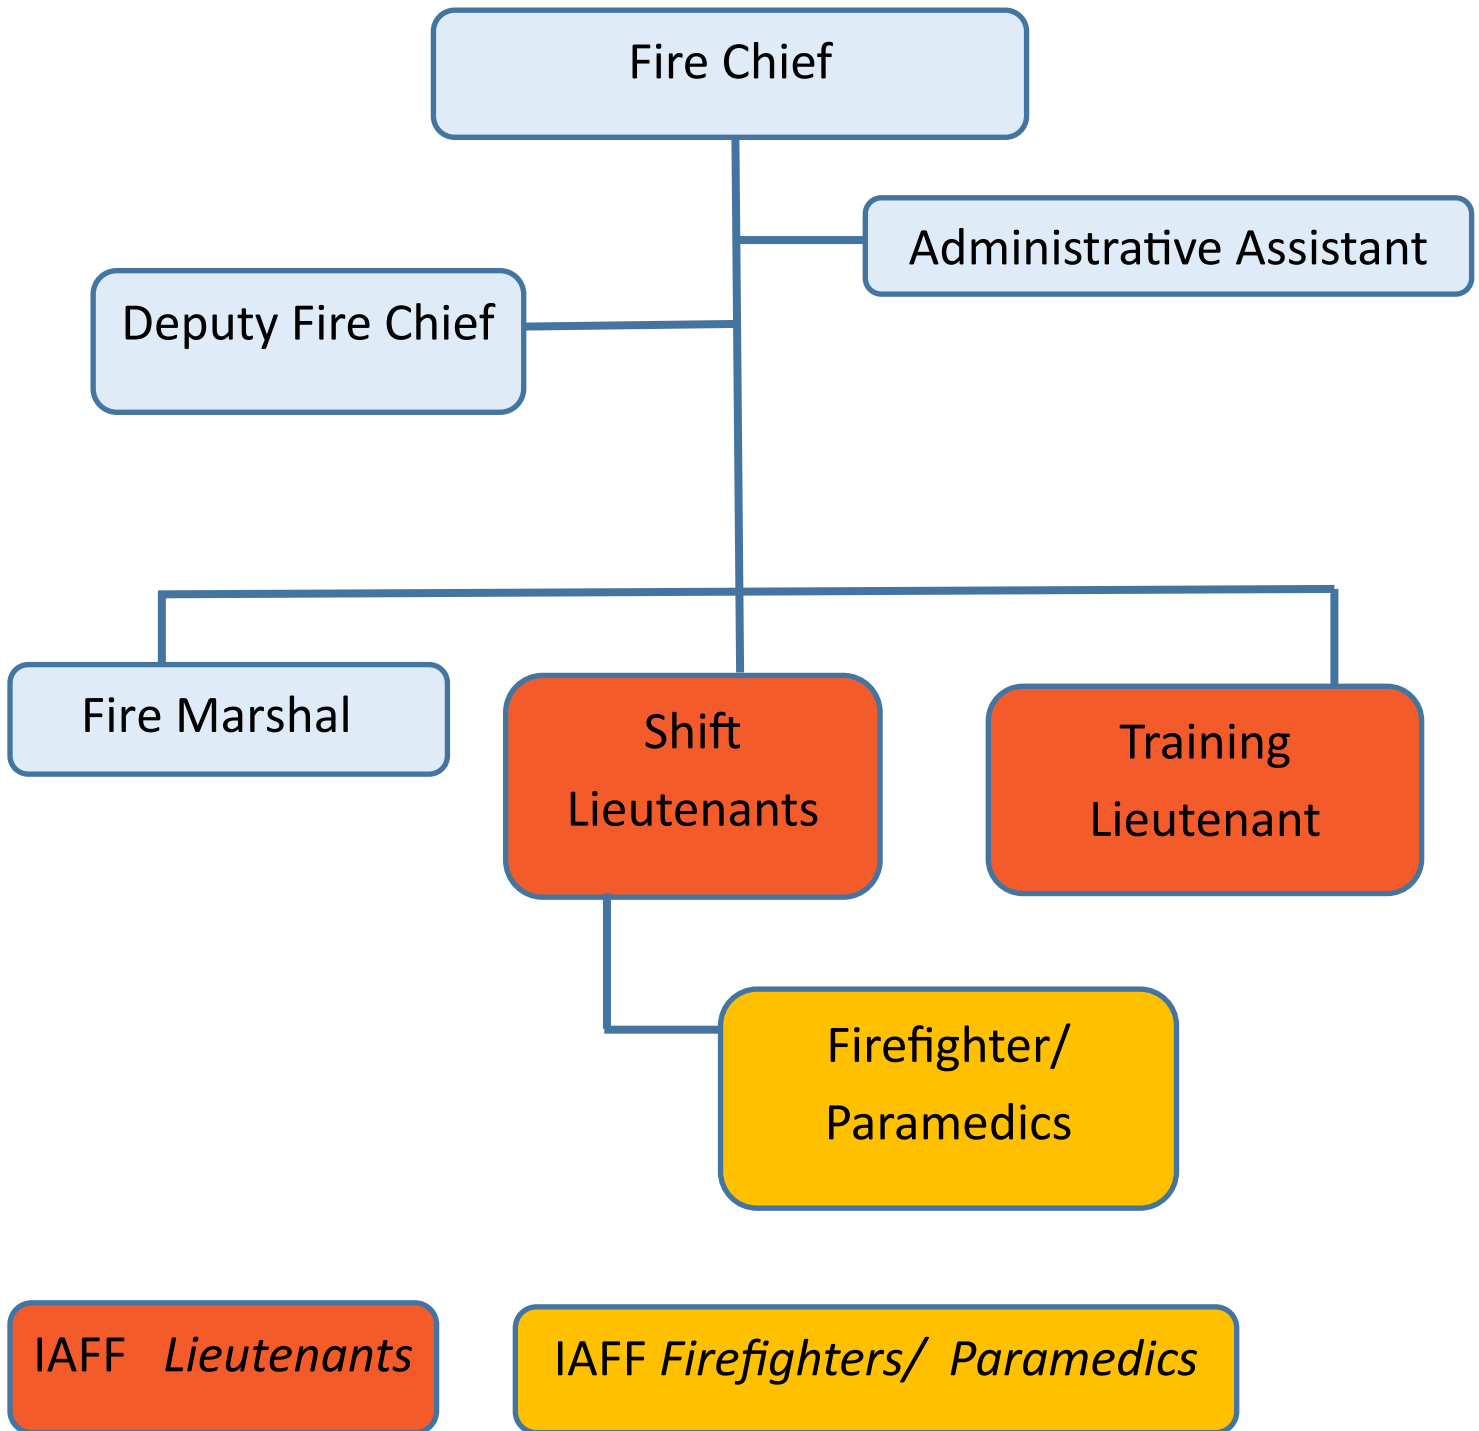 Fire Chief
Administrative Assistant
Deputy Fire Chief
Fire Marshal
Shift
Lieutenants
Training
Lieutenant
Firefighter/
Paramedics
IAFF Lieutenants
IAFF Firefighters/ Paramedics